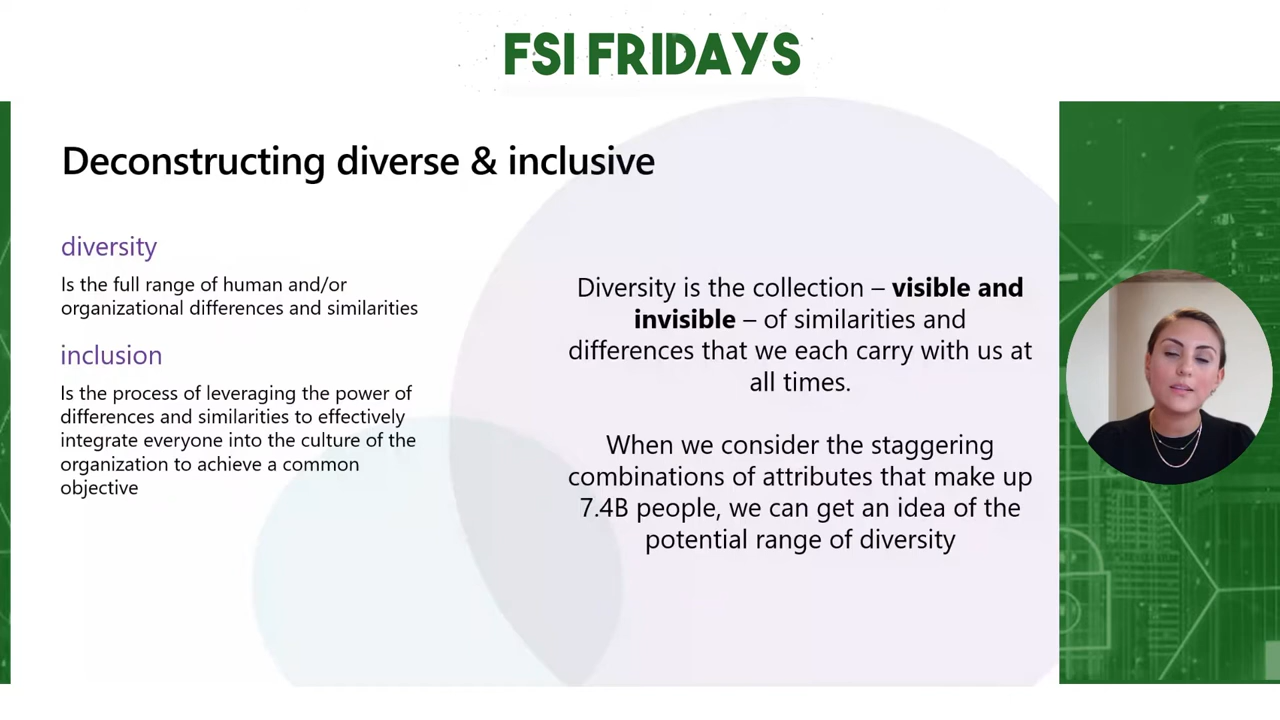 FSI FRIDAYS
Deconstructing diverse & inclusive
diversity
Is the full range of human and/or
organizational differences and similarities
inclusion
Is the process of leveraging the power of
differences and similarities to effectively
integrate everyone into the culture of the
organization to achieve a common
objective
Diversity is the collection – visible and
invisible – of similarities and
differences that we each carry with us at
all times.
When we consider the staggering
combinations of attributes that make up
7.4B people, we can get an idea of the
potential range of diversity